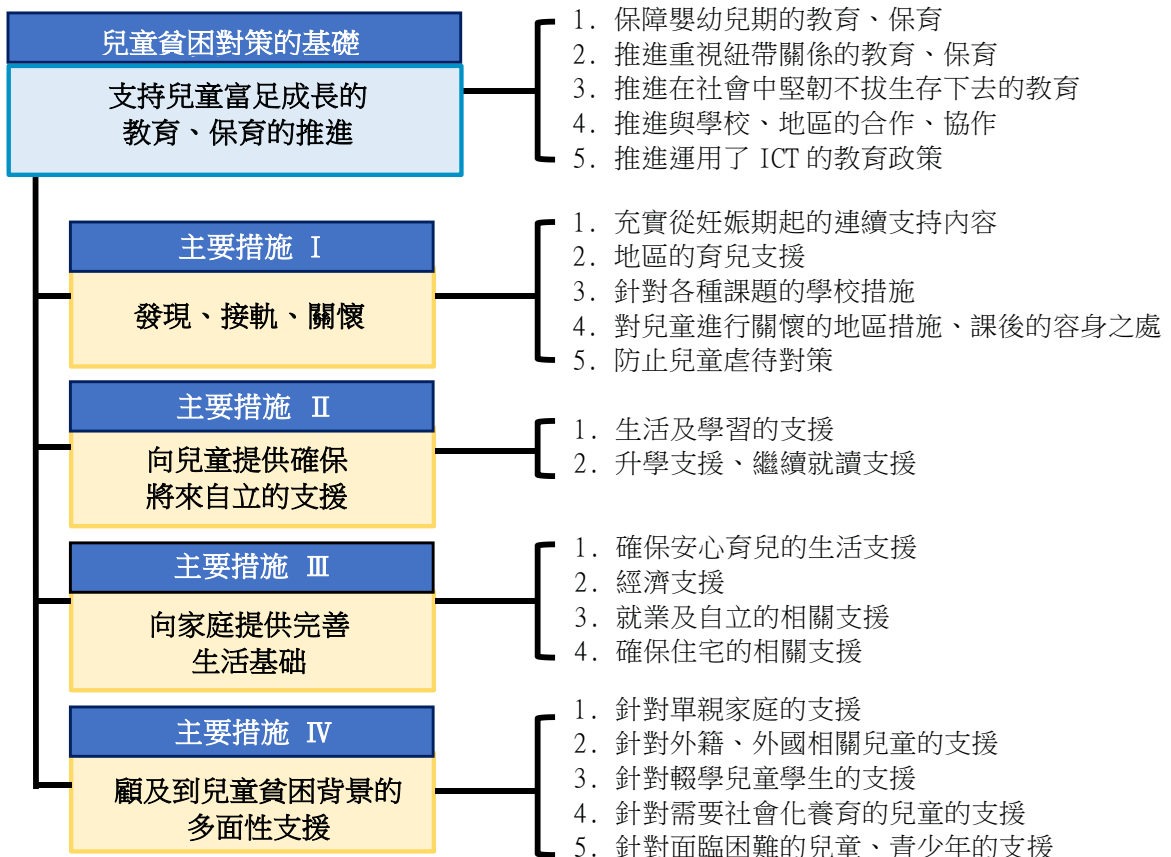 兒童貧困對策的基礎
支持兒童富足成長的
教育、保育的推進
1. 保障嬰幼兒期的教育、保育
2. 推進重視紐帶關係的教育、保育
3. 推進在社會中堅韌不拔生存下去的教育
4. 推進與學校、地區的合作、協作
5. 推進運用了 ICT 的教育政策
主要措施 Ⅰ
發現、接軌、關懷
1. 充實從妊娠期起的連續支持內容
2. 地區的育兒支援
3. 針對各種課題的學校措施
4. 對兒童進行關懷的地區措施、課後的容身之處
5. 防止兒童虐待對策
主要措施 Ⅱ
向兒童提供確保
將來自立的支援
1. 生活及學習的支援
2. 升學支援、繼續就讀支援
主要措施 Ⅲ
向家庭提供完善
生活基礎
1. 確保安心育兒的生活支援
2. 經濟支援
3. 就業及自立的相關支援
4. 確保住宅的相關支援
主要措施 Ⅳ
顧及到兒童貧困背景的
多面性支援
1. 針對單親家庭的支援
2. 針對外籍、外國相關兒童的支援
3. 針對輟學兒童學生的支援
4. 針對需要社會化養育的兒童的支援
5. 針對面臨困難的兒童、青少年的支援